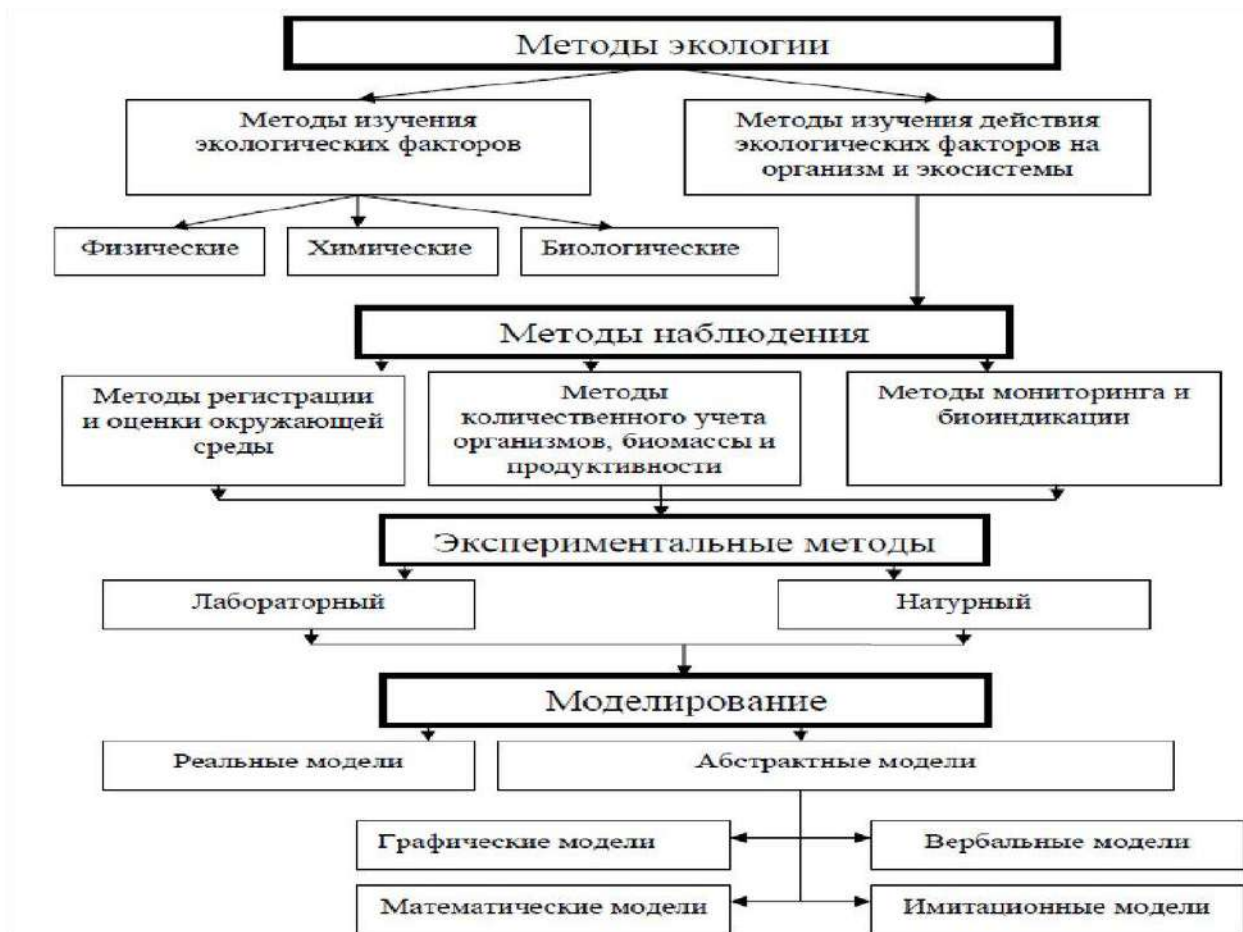 Методы экологии
Методы изучения
экологических факторов
Методы изучения действия
экологических факторов на
организм и экосистемы
Физические
Химические
Биологические
Методы наблюдения
Методы регистрации
и оценки окружающей
среды
Методы
количественного учета
организмов, биомассы и
продуктивности
Методы мониторинга и
биоиндикации
Экспериментальные методы
Лабораторный
Натурный
Моделирование
Реальные модели
Абстрактные модели
Графические модели
Вербальные модели
Математические модели
Имитационные модели